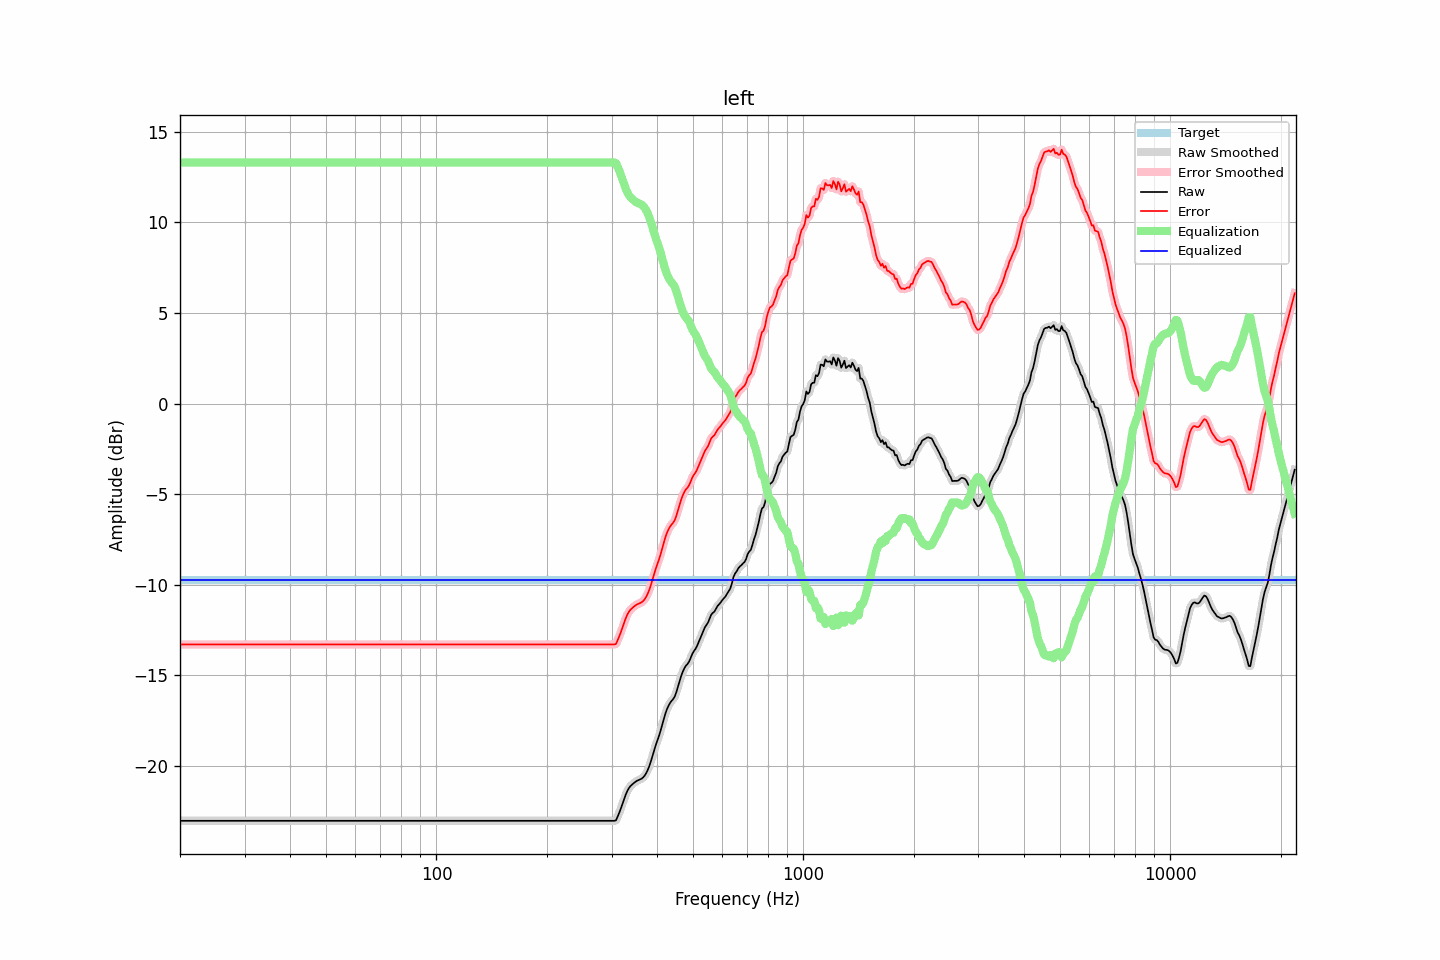 left
15
10
5
0
−5
−10
−15
−20
Amplitude (dBr)
100
1000
10000
Frequency (Hz)
Target
Raw Smoothed
Error Smoothed
Raw
Error
Equalization
Equalized